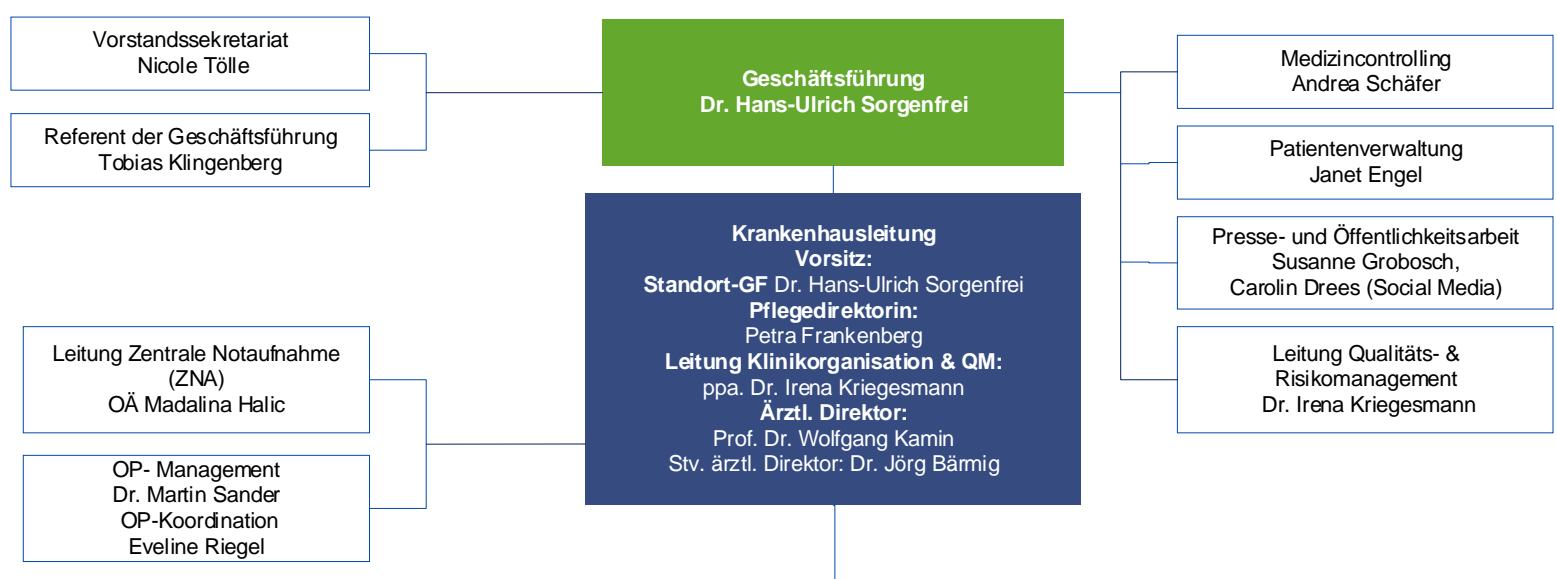 Vorstandssekretariat
Nicole Tölle
Referent der Geschäftsführung
Tobias Klingenberg
Geschäftsführung
Dr. Hans-Ulrich Sorgenfrei
Medizincontrolling
Andrea Schäfer
Patientenverwaltung
Janet Engel
Presse- und Öffentlichkeitsarbeit
Susanne Grobosch,
Carolin Drees (Social Media)
Leitung Qualitäts- &
Risikomanagement
Dr. Irena Kriegesmann
Krankenhausleitung
Vorsitz:
Standort-GF Dr. Hans-Ulrich Sorgenfrei
Pflegedirektorin:
Petra Frankenberg
Leitung Klinikorganisation & QM:
ppa. Dr. Irena Kriegesmann
Ärztl. Direktor:
Prof. Dr. Wolfgang Kamin
Stv. ärztl. Direktor: Dr. Jörg Bärmig
Leitung Zentrale Notaufnahme
(ZNA)
OÄ Madalina Halic
OP- Management
Dr. Martin Sander
OP-Koordination
Eveline Riegel